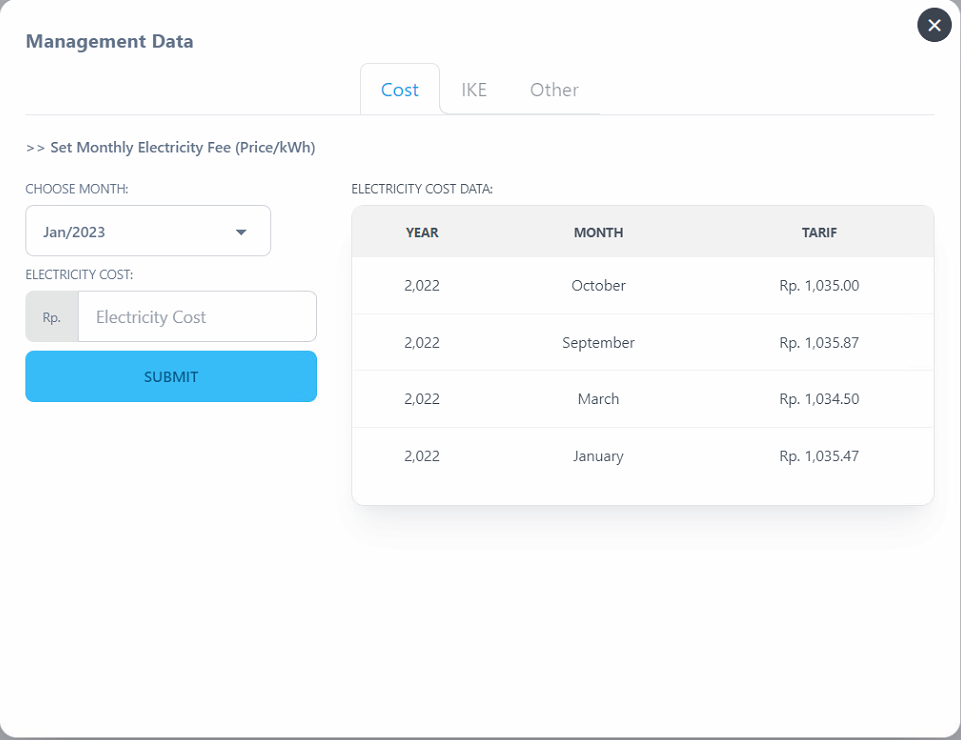 Management Data
Cost IKE Other
>> Set Monthly Electricity Fee (Price/kWh)
CHOOSE MONTH:
Jan/2023
ELECTRICITY COST:
Rp. Electricity Cost
SUBMIT
ELECTRICITY COST DATA:
YEAR MONTH TARIF
2,022 October Rp. 1,035.00
2,022 September Rp. 1,035.87
2,022 March Rp. 1,034.50
2,022 January Rp. 1,035.47